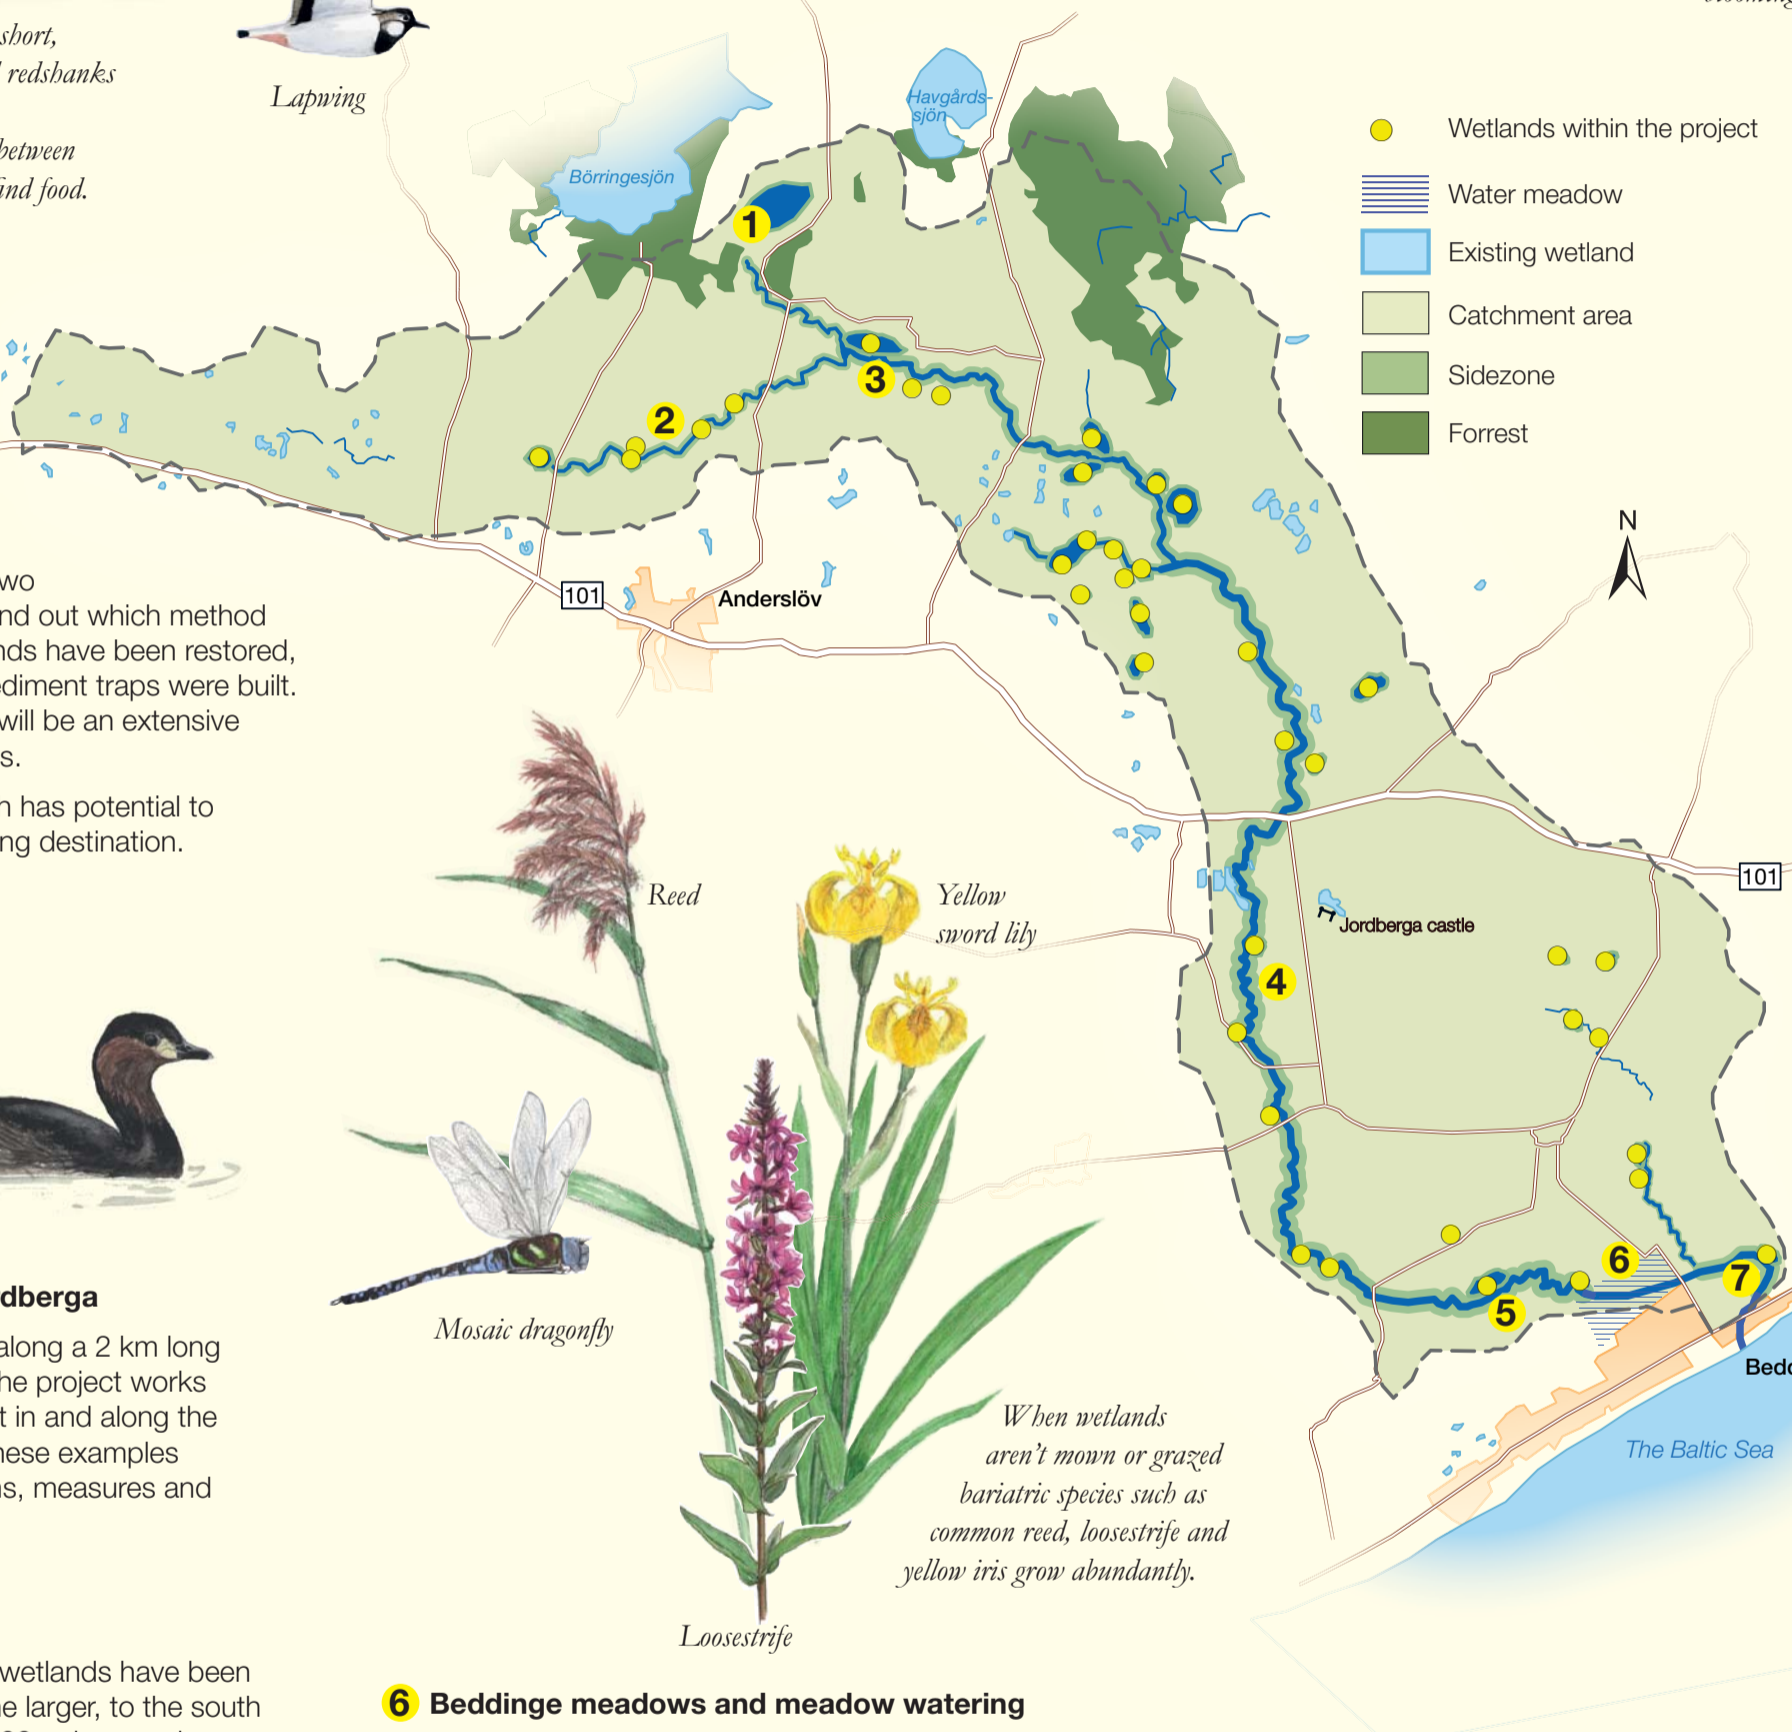 short,
redshanks
between
find food.
Lapwing
blooming
Börringesjön
Havgårds-
sjön
Wetlands within the project
Water meadow
Existing wetland
Catchment area
Sidezone
Forrest
1
2
3
N
101
Anderslöv
wo
nd out which method
nds have been restored,
ediment traps were built.
will be an extensive
s.
n has potential to
ng destination.
Reed
Yellow
sword lily
101
Jordberga castle
4
Mosaic dragonfly
5
6
7
dberga
along a 2 km long
he project works
t in and along the
hese examples
s, measures and
Bedd
The Baltic Sea
When wetlands
aren't mown or grazed
bariatric species such as
common reed, loosestrife and
yellow iris grow abundantly.
Loosestrife
wetlands have been
e larger, to the south
6 Beddinge meadows and meadow watering